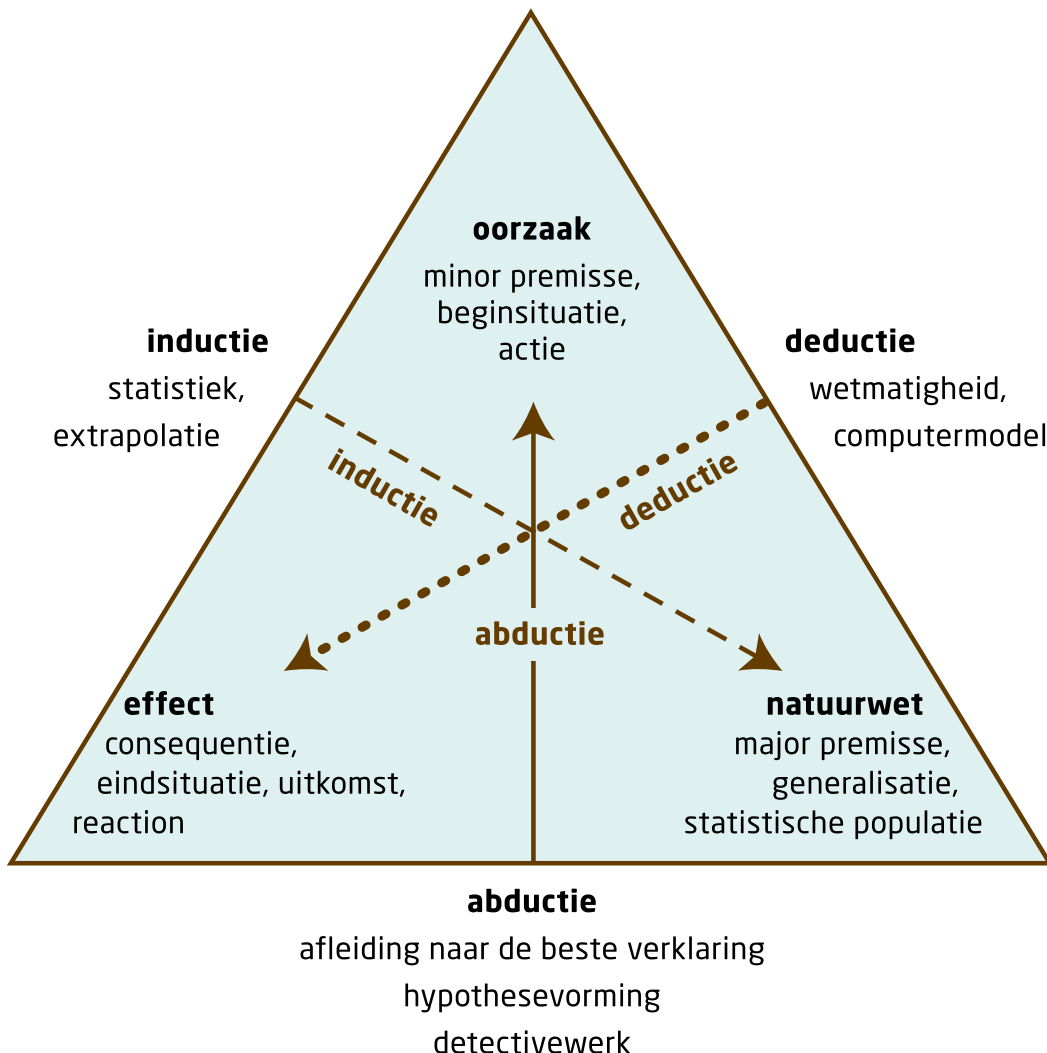 oorzaak
minor premisse,
beginsituatie,
actie
inductie
statistiek,
extrapolatie
deductie
wetmatigheid,
computermodel
inductie
deductie
abductie
effect
consequentie,
eindsituatie, uitkomst,
reaction
natuurwet
major premisse,
generalisatie,
statistische populatie
abductie
afleiding naar de beste verklaring
hypothesevorming
detectivewerk